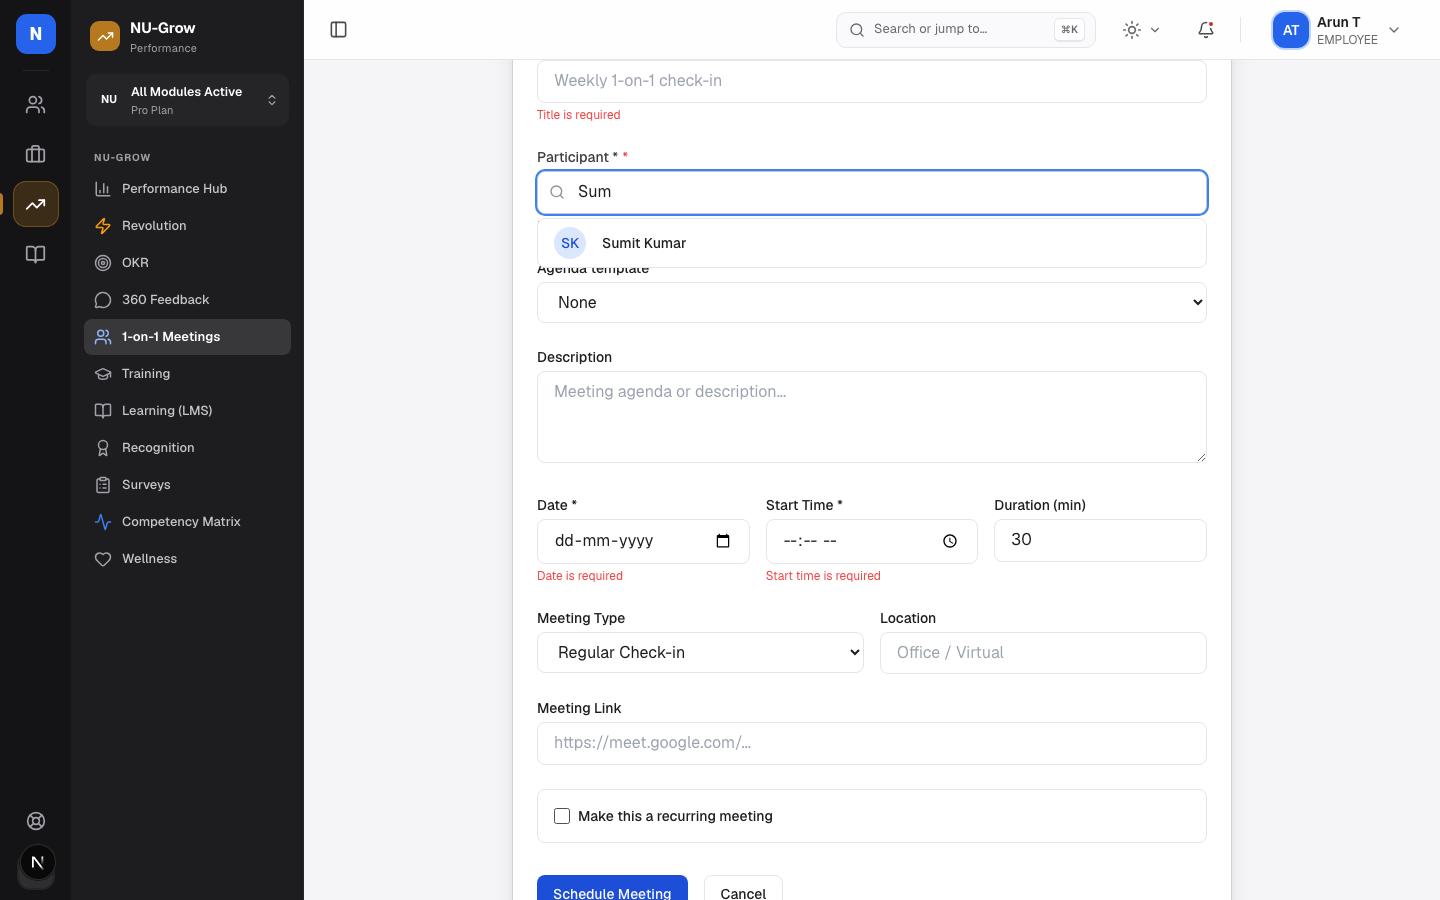 N
NU-Grow
Performance
NU
All Modules Active
Pro Plan
NU-GROW
Performance Hub
Revolution
OKR
360 Feedback
1-on-1 Meetings
Training
Learning (LMS)
Recognition
Surveys
Competency Matrix
Wellness
N
Search or jump to...
⌘K
AT
Arun T
EMPLOYEE
Weekly 1-on-1 check-in
Title is required
Participant * *
Sum
SK
Sumit Kumar
Agenda template
None
Description
Meeting agenda or description...
Date *
Start Time *
Duration (min)
dd-mm-yyyy
--:-- --
30
Date is required
Start time is required
Meeting Type
Location
Regular Check-in
Office / Virtual
Meeting Link
https://meet.google.com/...
Make this a recurring meeting
Schedule Meeting
Cancel